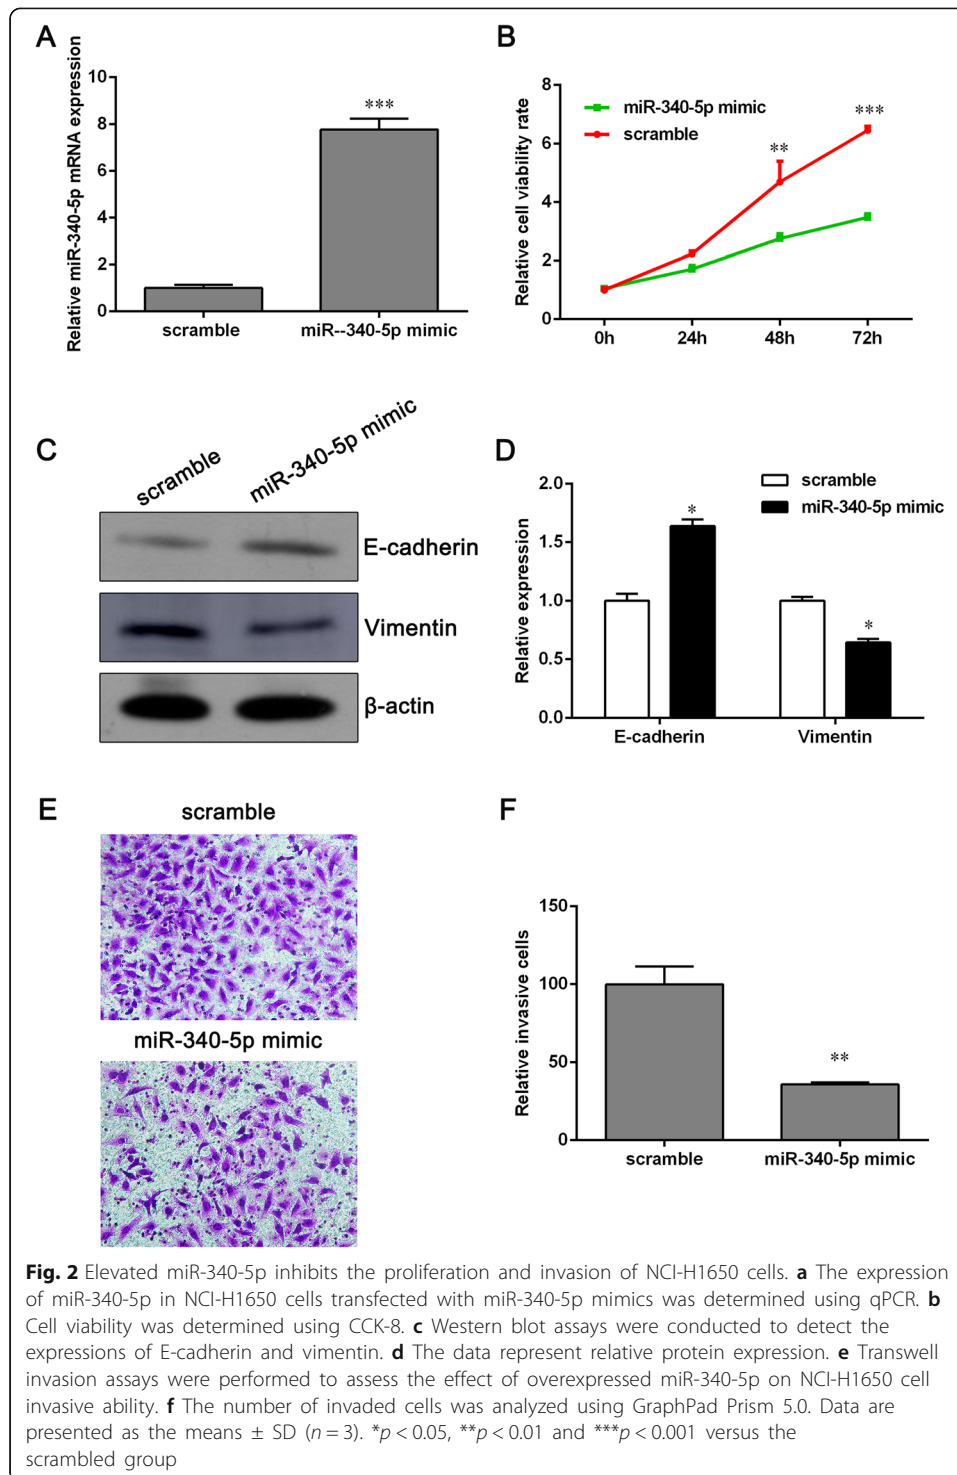 A
Relative miR-340-5p mRNA expression
10
8
6
4
2
0
***
scramble
miR--340-5p mimic
B
Relative cell viability rate
8
6
4
2
0
miR-340-5p mimic
scramble
**
***
0h
24h
48h
72h
C
scramble
miR-340-5p mimic
E-cadherin
Vimentin
β-actin
D
Relative expression
2.0
1.5
1.0
0.5
0.0
scramble
miR-340-5p mimic
*
*
E-cadherin
Vimentin
E
scramble
miR-340-5p mimic
F
Relative invasive cells
150
100
50
0
**
scramble
miR-340-5p mimic
Fig. 2 Elevated miR-340-5p inhibits the proliferation and invasion of NCI-H1650 cells. a The expression
of miR-340-5p in NCI-H1650 cells transfected with miR-340-5p mimics was determined using qPCR. b
Cell viability was determined using CCK-8. c Western blot assays were conducted to detect the
expressions of E-cadherin and vimentin. d The data represent relative protein expression. e Transwell
invasion assays were performed to assess the effect of overexpressed miR-340-5p on NCI-H1650 cell
invasive ability. f The number of invaded cells was analyzed using GraphPad Prism 5.0. Data are
presented as the means ± SD (n = 3). *p < 0.05, **p < 0.01 and ***p < 0.001 versus the
scrambled group